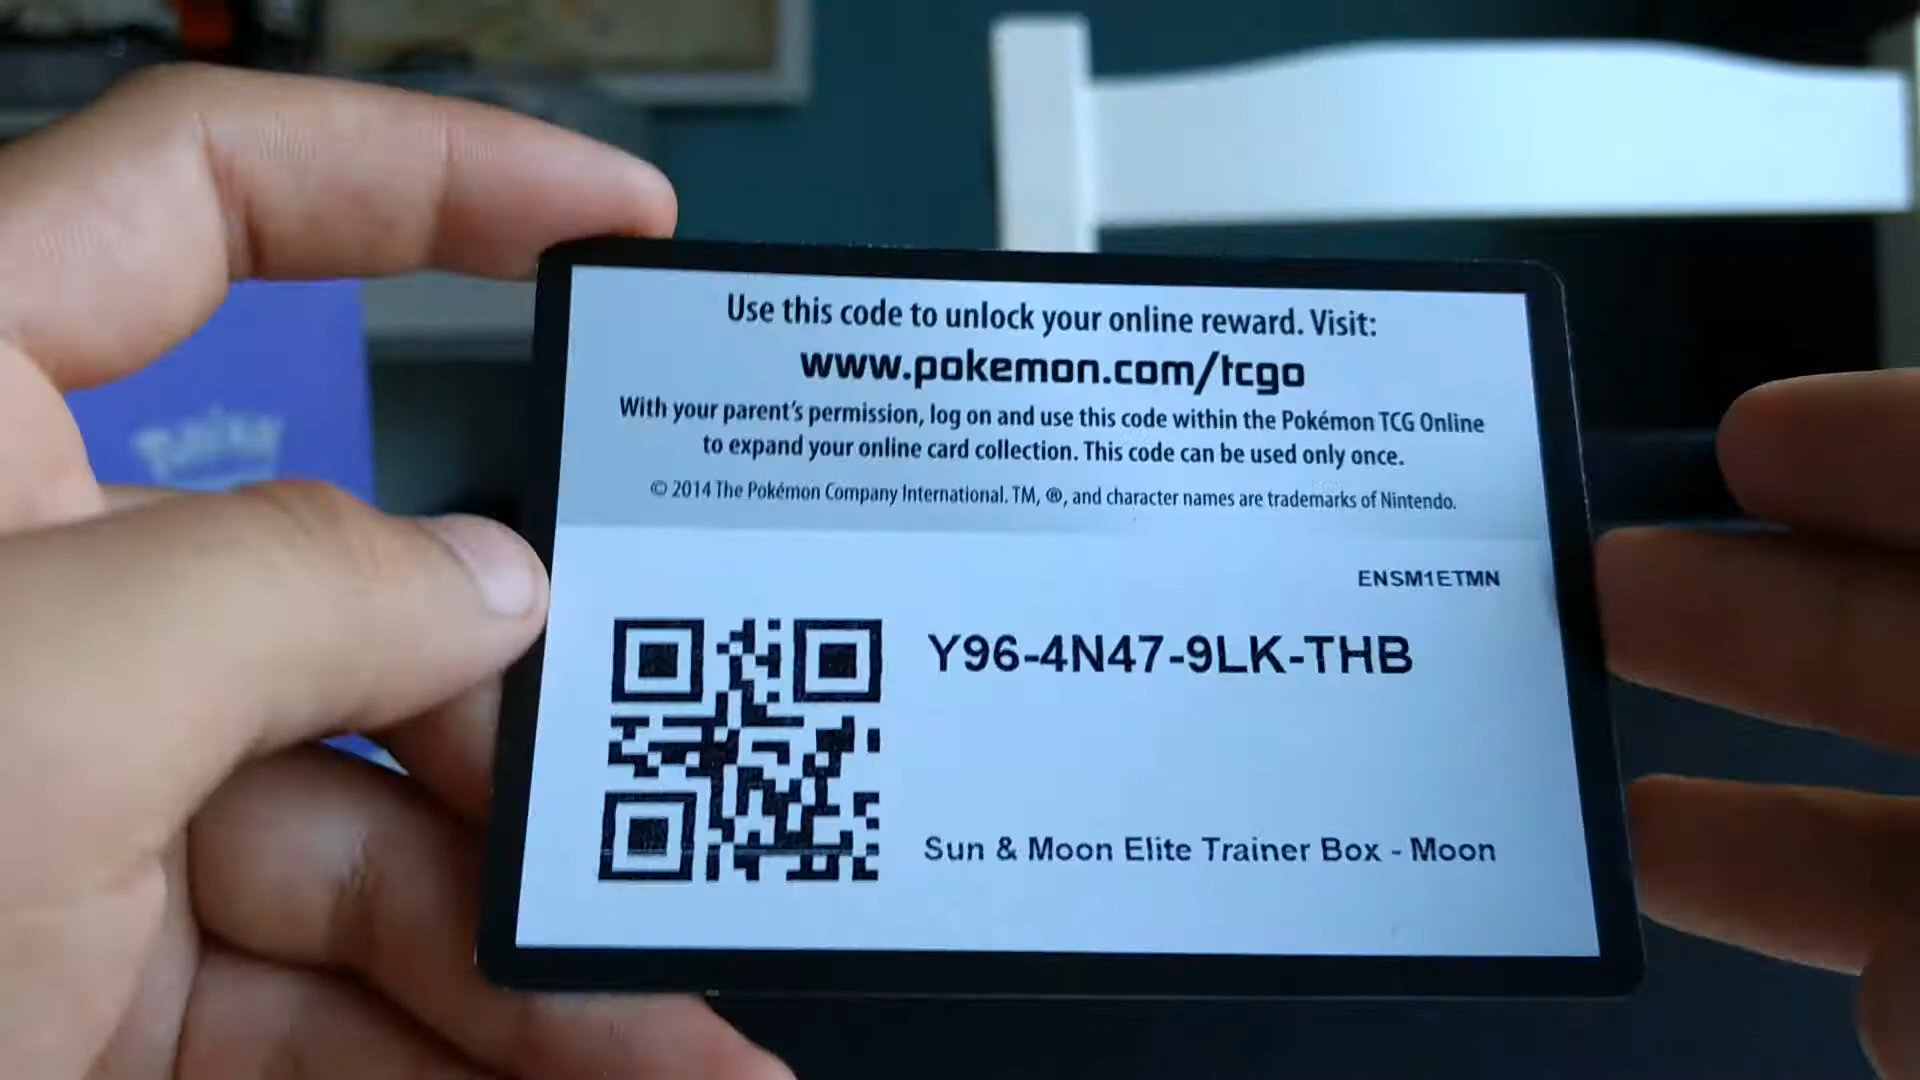 Use this code to unlock your online reward. Visit:
www.pokemon.com/tcgo
With your parent's permission, log on and use this code within the Pokémon TCG Online
to expand your online card collection. This code can be used only once.
© 2014 The Pokémon Company International. TM, ®, and character names are trademarks of Nintendo.
ENSM1ETMN
Y96-4N47-9LK-THB
Sun & Moon Elite Trainer Box - Moon
Pokémon